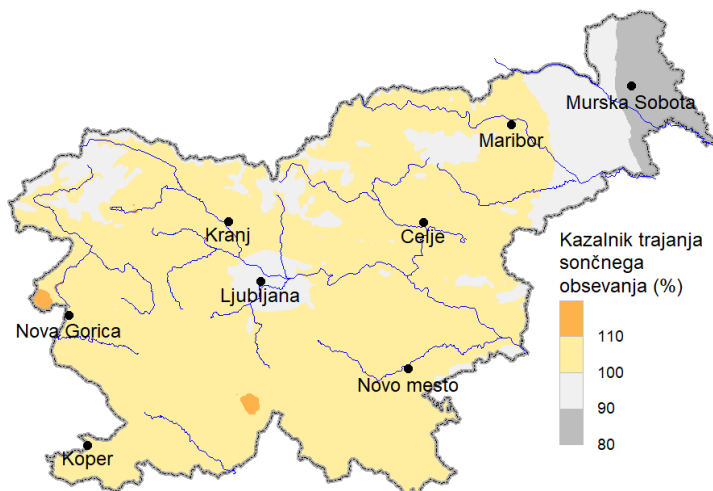 Murska Sobota
Maribor
Kranj
Celje
Ljubljana
Nova Gorica
Novo mesto
Koper
Kazalnik trajanja
sončnega
obsevanja (%)
110
100
90
80